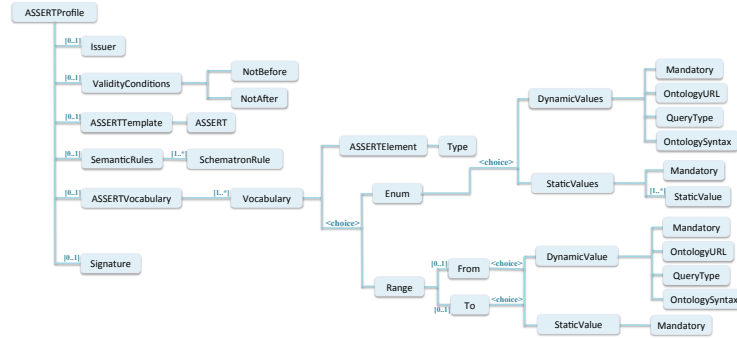 ASSERTProfile
[0..1] Issuer
[0..1] ValidityConditions
NotBefore
NotAfter
[0..1] ASSERTTemplate ASSERT
[0..1] SemanticRules [1..*] SchematronRule
[0..1] ASSERTVocabulary [1..*] Vocabulary
[0..1] Signature
ASSERTElement Type
<choice>
Enum
<choice>
DynamicValues
Mandatory
OntologyURL
QueryType
OntologySyntax
StaticValues
Mandatory
[1..*] StaticValue
Range
[0..1] From <choice>
[0..1] To <choice>
DynamicValue
Mandatory
OntologyURL
QueryType
OntologySyntax
StaticValue Mandatory